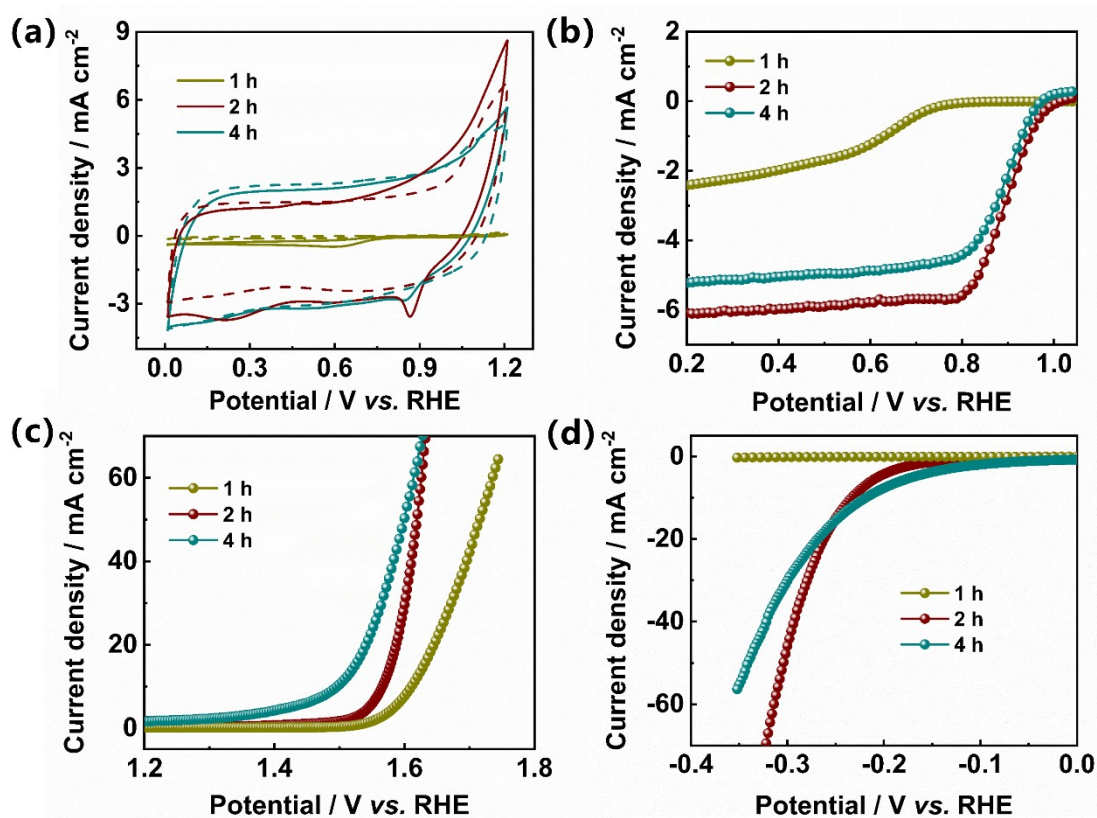 (a)
Current density / mA cm⁻²
9
6
3
0
-3
1 h
2 h
4 h
0.0 0.3 0.6 0.9 1.2
Potential / V vs. RHE
(b)
Current density / mA cm⁻²
2
0
-2
-4
-6
1 h
2 h
4 h
0.2 0.4 0.6 0.8 1.0
Potential / V vs. RHE
(c)
Current density / mA cm⁻²
60
40
20
0
1 h
2 h
4 h
1.2 1.4 1.6 1.8
Potential / V vs. RHE
(d)
Current density / mA cm⁻²
0
-20
-40
-60
1 h
2 h
4 h
-0.4 -0.3 -0.2 -0.1 0.0
Potential / V vs. RHE